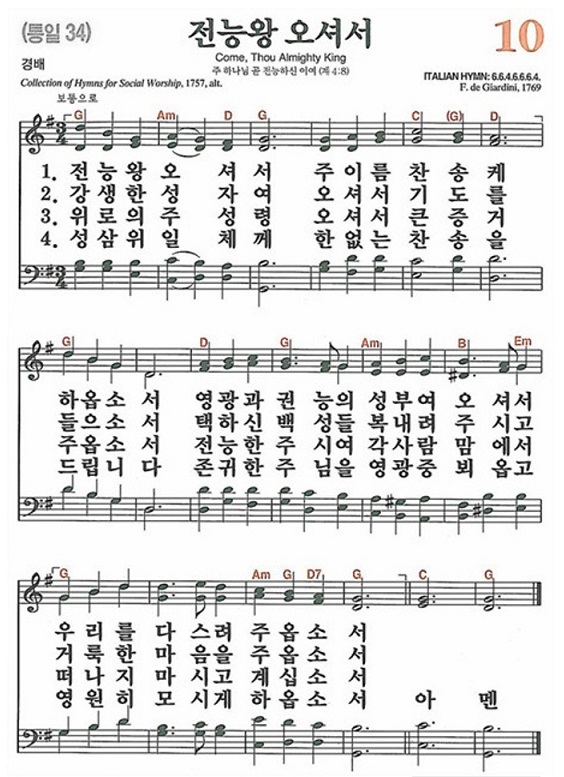 (통일 34) 전능왕 오셔서 10
Come, Thou Almighty King
경배 주 하나님 곧 전능하신 이여 (계 4:8)
Collection of Hymns for Social Worship, 1757, alt. ITALIAN HYMN: 6.6.4.6.6.6.4.
보통으로 F. de Giardini, 1769
G Am D G C (G) D
1. 전능왕오 셔서 주이름찬송케
2. 강생한성 자여 오셔서기도를
3. 위로의주 성령 오셔서큰증거
4. 성삼위일 체께 한없는찬송을
G D G Am B Em
하옵소서 영광과권능의성부여오셔서
들으소서 택하신백성들복내려주시고
주옵소서 전능한주시여각사람맘에서
드립니다 존귀한주님을영광중뵈옵고
G Am G D7 G C G
우리를다스려주옵소서
거룩한마음을주옵소서
떠나지마시고계십소서
영원히모시게하옵소서 아멘